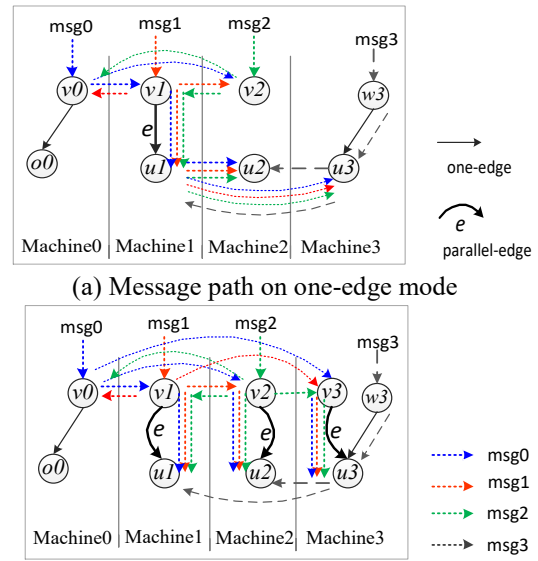 msg0 msg1 msg2 msg3
v0 v1 v2 w3
e
o0 u1 u2 u3
one-edge
e
parallel-edge
Machine0 Machine1 Machine2 Machine3
(a) Message path on one-edge mode
msg0 msg1 msg2 msg3
v0 v1 v2 v3 w3
e e e
o0 u1 u2 u3
Machine0 Machine1 Machine2 Machine3
msg0
msg1
msg2
msg3